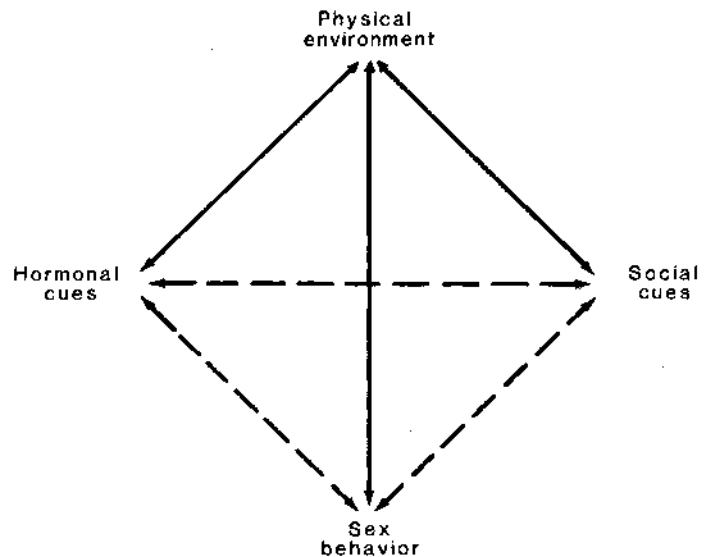 Physical
environment
Hormonal
cues
Social
cues
Sex
behavior